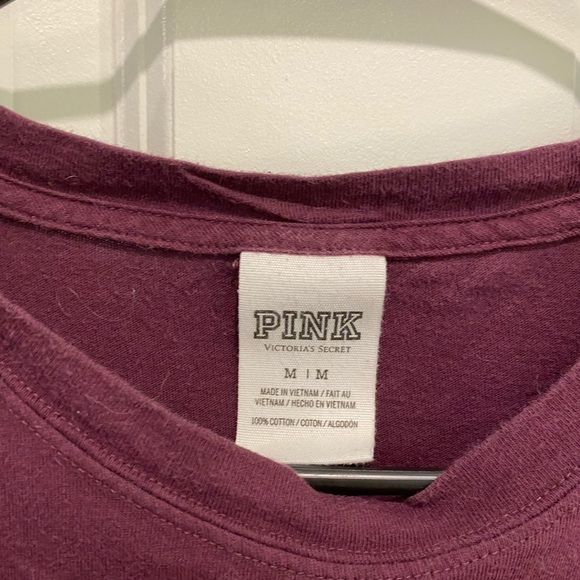 PINK
VICTORIA'S SECRET
M | M
MADE IN VIETNAM / FAIT AU
VIETNAM / HECHO EN VIETNAM
100% COTTON / COTON / ALGODÓN